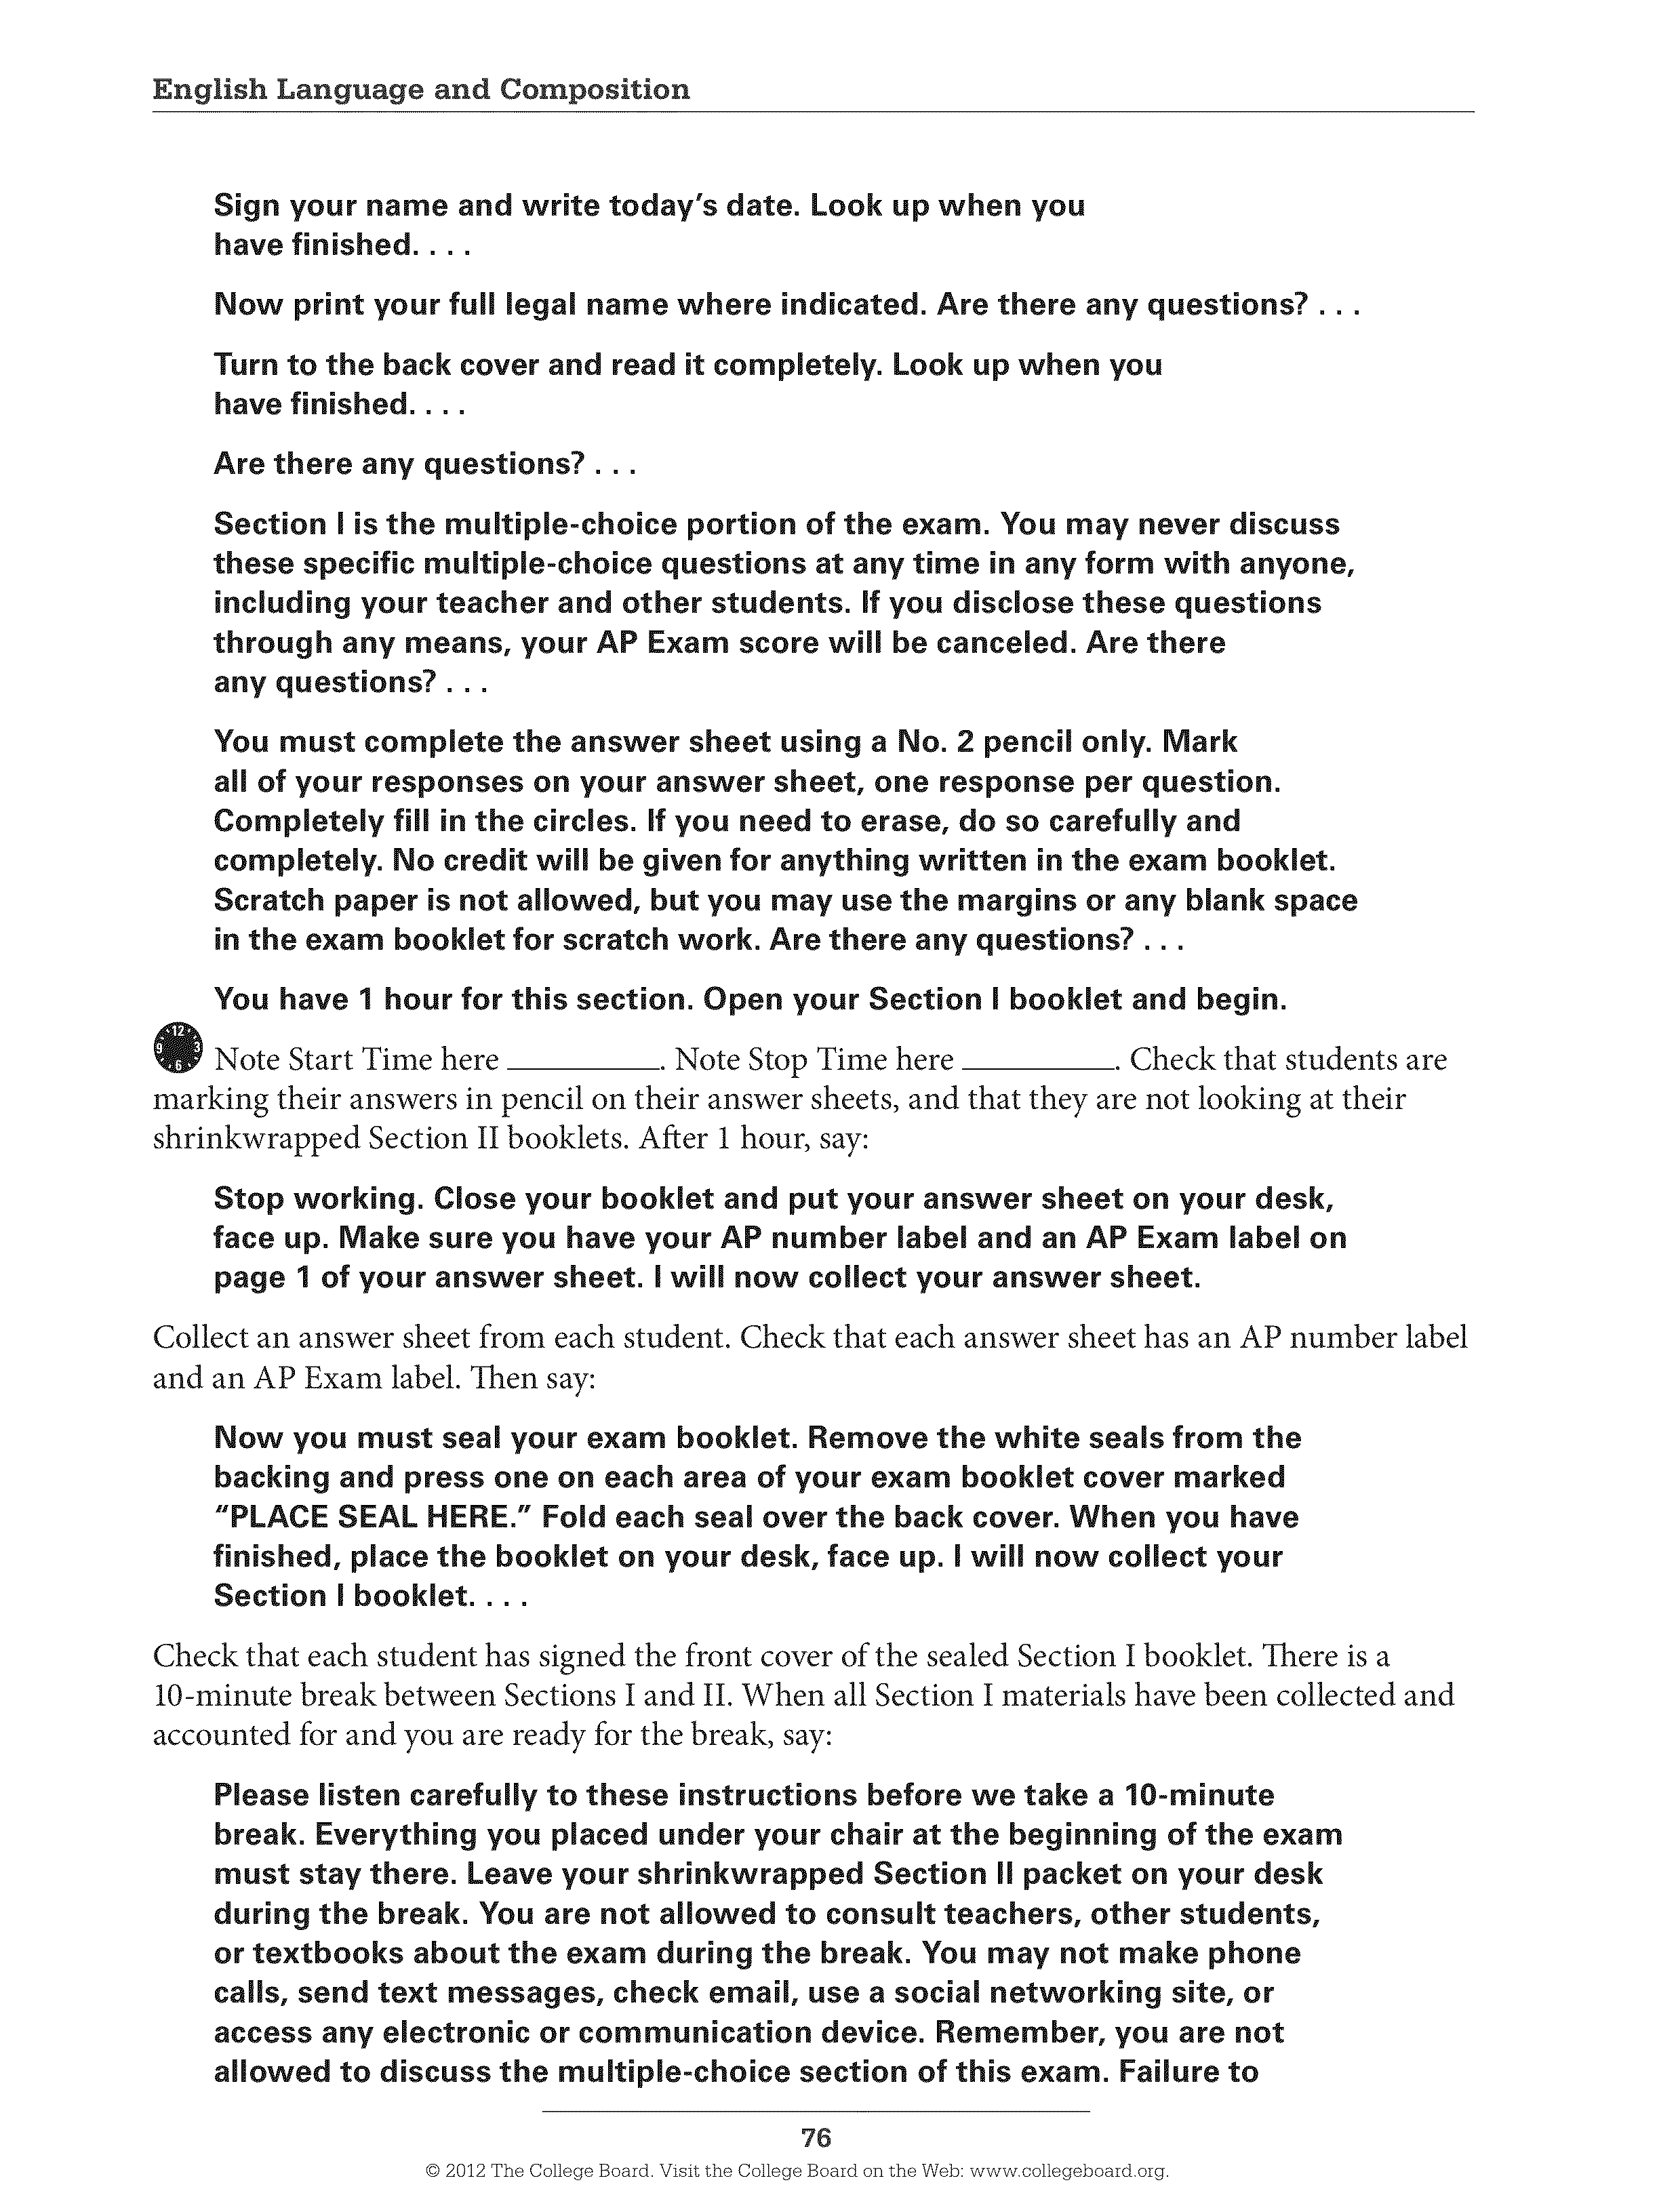 English Language and Composition
Sign your name and write today's date. Look up when you
have finished. . . .
Now print your full legal name where indicated. Are there any questions? . . .
Turn to the back cover and read it completely. Look up when you
have finished. . . .
Are there any questions? . . .
Section I is the multiple-choice portion of the exam. You may never discuss
these specific multiple-choice questions at any time in any form with anyone,
including your teacher and other students. If you disclose these questions
through any means, your AP Exam score will be canceled. Are there
any questions? . . .
You must complete the answer sheet using a No. 2 pencil only. Mark
all of your responses on your answer sheet, one response per question.
Completely fill in the circles. If you need to erase, do so carefully and
completely. No credit will be given for anything written in the exam booklet.
Scratch paper is not allowed, but you may use the margins or any blank space
in the exam booklet for scratch work. Are there any questions? . . .
You have 1 hour for this section. Open your Section I booklet and begin.
12 9 3 6 Note Start Time here __________. Note Stop Time here __________. Check that students are
marking their answers in pencil on their answer sheets, and that they are not looking at their
shrinkwrapped Section II booklets. After 1 hour, say:
Stop working. Close your booklet and put your answer sheet on your desk,
face up. Make sure you have your AP number label and an AP Exam label on
page 1 of your answer sheet. I will now collect your answer sheet.
Collect an answer sheet from each student. Check that each answer sheet has an AP number label
and an AP Exam label. Then say:
Now you must seal your exam booklet. Remove the white seals from the
backing and press one on each area of your exam booklet cover marked
"PLACE SEAL HERE." Fold each seal over the back cover. When you have
finished, place the booklet on your desk, face up. I will now collect your
Section I booklet. . . .
Check that each student has signed the front cover of the sealed Section I booklet. There is a
10-minute break between Sections I and II. When all Section I materials have been collected and
accounted for and you are ready for the break, say:
Please listen carefully to these instructions before we take a 10-minute
break. Everything you placed under your chair at the beginning of the exam
must stay there. Leave your shrinkwrapped Section II packet on your desk
during the break. You are not allowed to consult teachers, other students,
or textbooks about the exam during the break. You may not make phone
calls, send text messages, check email, use a social networking site, or
access any electronic or communication device. Remember, you are not
allowed to discuss the multiple-choice section of this exam. Failure to
76
© 2012 The College Board. Visit the College Board on the Web: www.collegeboard.org.